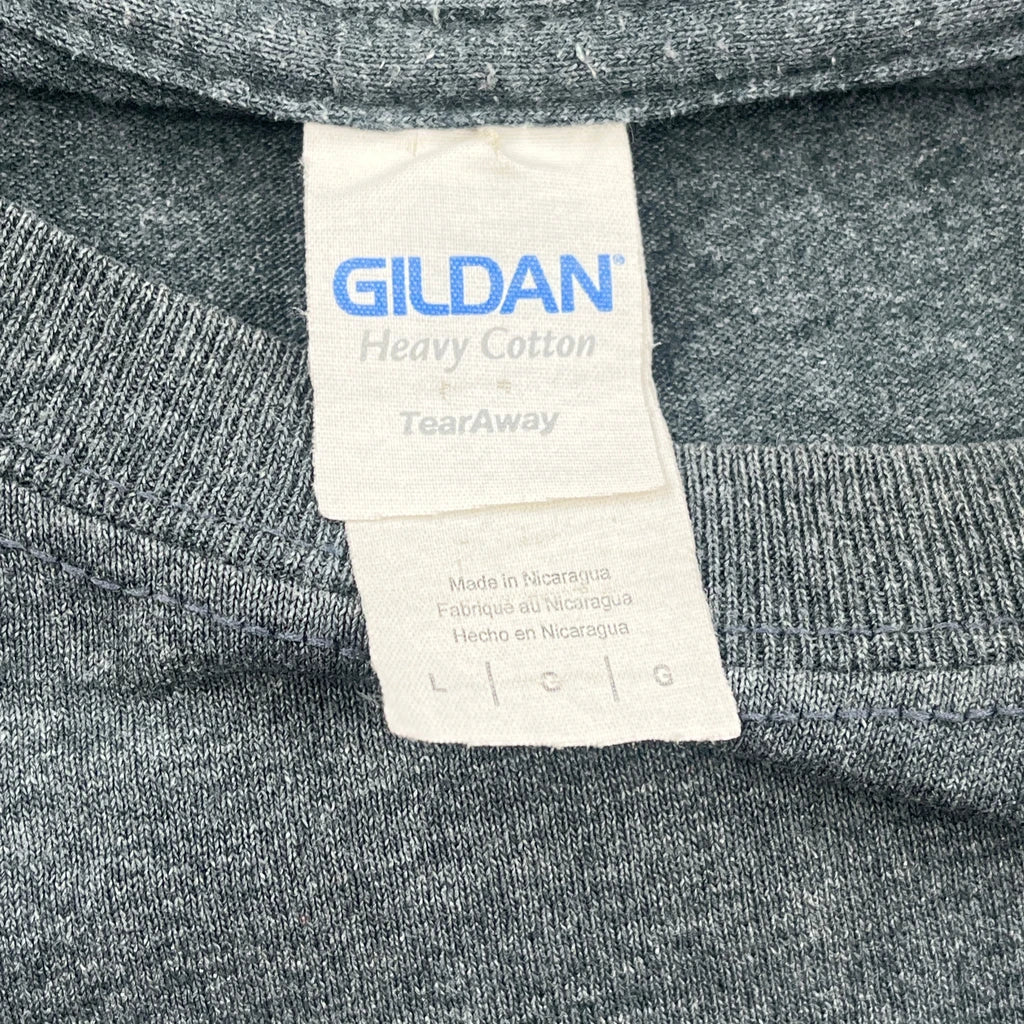 GILDAN®
Heavy Cotton
TearAway
Made in Nicaragua
Fabriqué au Nicaragua
Hecho en Nicaragua
L | G | G